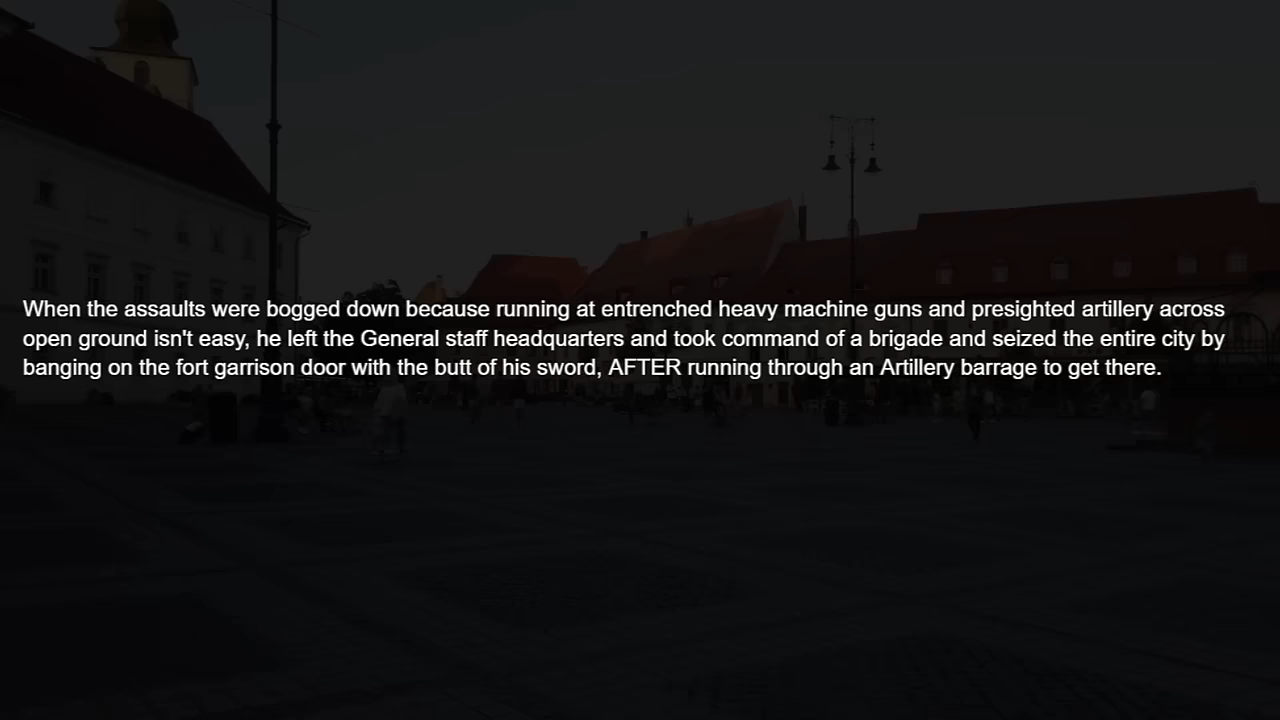 When the assaults were bogged down because running at entrenched heavy machine guns and presighted artillery across
open ground isn't easy, he left the General staff headquarters and took command of a brigade and seized the entire city by
banging on the fort garrison door with the butt of his sword, AFTER running through an Artillery barrage to get there.